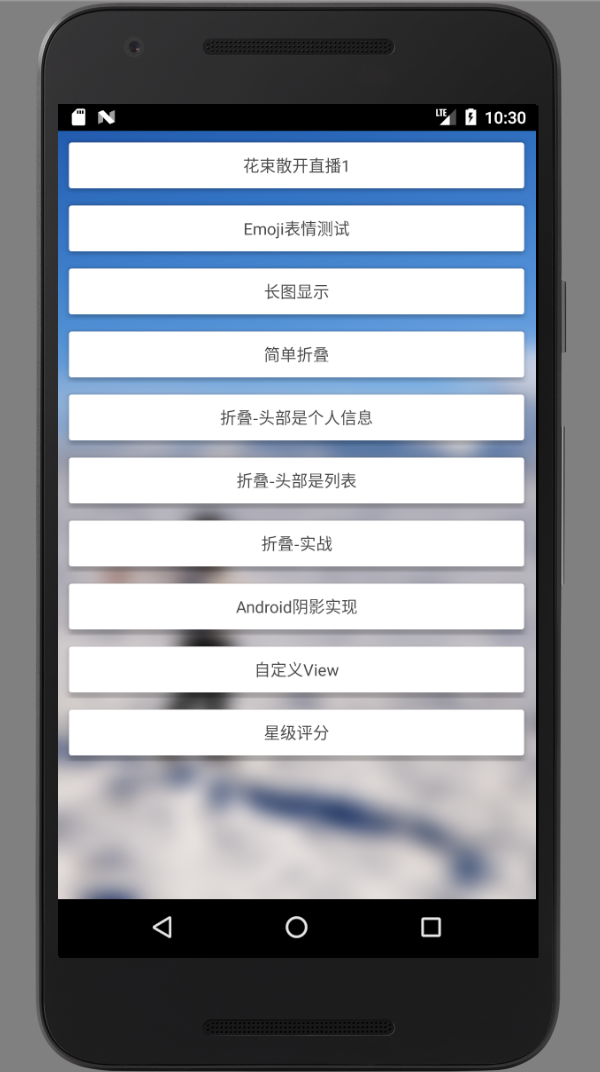 LTE 10:30
花束散开直播1
Emoji表情测试
长图显示
简单折叠
折叠-头部是个人信息
折叠-头部是列表
折叠-实战
Android阴影实现
自定义View
星级评分